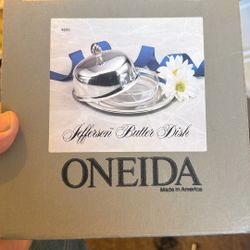 Jefferson Butter Dish
ONEIDA
Made in America